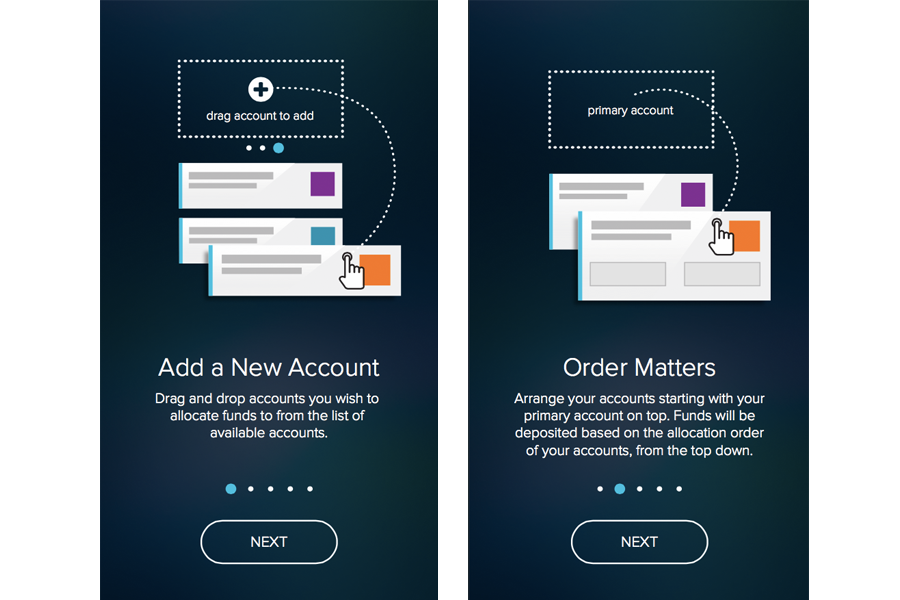 drag account to add
Add a New Account
Drag and drop accounts you wish to
allocate funds to from the list of
available accounts.
NEXT
primary account
Order Matters
Arrange your accounts starting with your
primary account on top. Funds will be
deposited based on the allocation order
of your accounts, from the top down.
NEXT